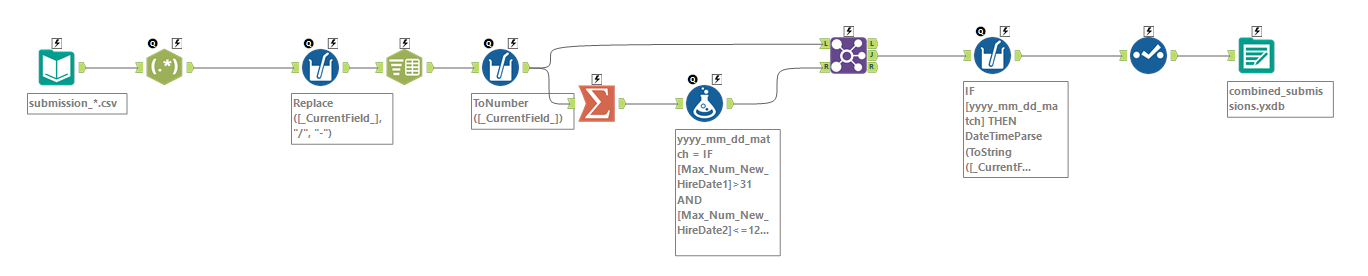 Q
Q
Q
Q
Q
(.*)
L
R
L
J
R
submission_*.csv
Replace
([_CurrentField_],
"/", "-")
ToNumber
([_CurrentField_])
yyyy_mm_dd_mat
ch = IF
[Max_Num_New_
HireDate1]>31
AND
[Max_Num_New_
HireDate2]<=12...
IF
[yyyy_mm_dd_ma
tch] THEN
DateTimeParse
(ToString
([_CurrentF...
combined_submis
sions.yxdb